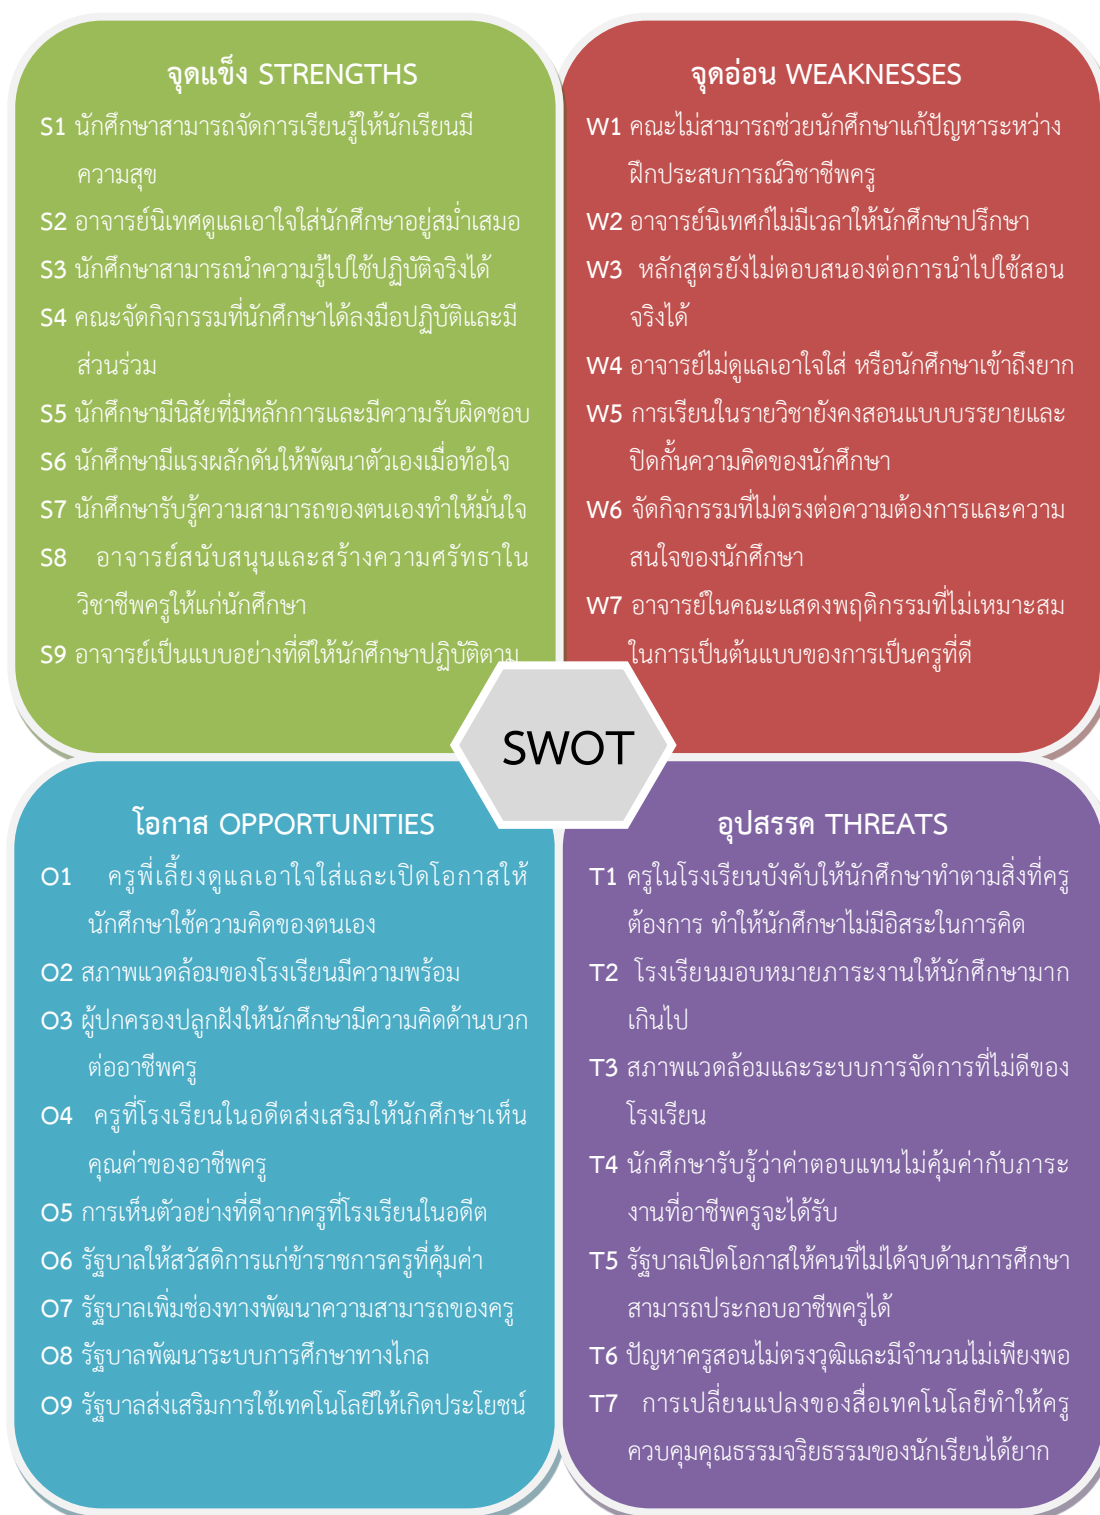 จุดแข็ง STRENGTHS
S1 นักศึกษาสามารถจัดการเรียนรู้ให้นักเรียนมี
ความสุข
S2 อาจารย์นิเทศดูแลเอาใจใส่นักศึกษาอยู่สม่ำเสมอ
S3 นักศึกษาสามารถนำความรู้ไปใช้ปฏิบัติจริงได้
S4 คณะจัดกิจกรรมที่นักศึกษาได้ลงมือปฏิบัติและมี
ส่วนร่วม
S5 นักศึกษามีนิสัยที่มีหลักการและมีความรับผิดชอบ
S6 นักศึกษามีแรงผลักดันให้พัฒนาตัวเองเมื่อท้อใจ
S7 นักศึกษารับรู้ความสามารถของตนเองทำให้มั่นใจ
S8 อาจารย์สนับสนุนและสร้างความศรัทธาใน
วิชาชีพครูให้แก่นักศึกษา
S9 อาจารย์เป็นแบบอย่างที่ดีให้นักศึกษาปฏิบัติตาม
จุดอ่อน WEAKNESSES
W1 คณะไม่สามารถช่วยนักศึกษาแก้ปัญหาระหว่าง
ฝึกประสบการณ์วิชาชีพครู
W2 อาจารย์นิเทศก์ไม่มีเวลาให้นักศึกษาปรึกษา
W3 หลักสูตรยังไม่ตอบสนองต่อการนำไปใช้สอน
จริงได้
W4 อาจารย์ไม่ดูแลเอาใจใส่ หรือนักศึกษาเข้าถึงยาก
W5 การเรียนในรายวิชายังคงสอนแบบบรรยายและ
ปิดกั้นความคิดของนักศึกษา
W6 จัดกิจกรรมที่ไม่ตรงต่อความต้องการและความ
สนใจของนักศึกษา
W7 อาจารย์ในคณะแสดงพฤติกรรมที่ไม่เหมาะสม
ในการเป็นต้นแบบของการเป็นครูที่ดี
SWOT
โอกาส OPPORTUNITIES
O1 ครูพี่เลี้ยงดูแลเอาใจใส่และเปิดโอกาสให้
นักศึกษาใช้ความคิดของตนเอง
O2 สภาพแวดล้อมของโรงเรียนมีความพร้อม
O3 ผู้ปกครองปลูกฝังให้นักศึกษามีความคิดด้านบวก
ต่ออาชีพครู
O4 ครูที่โรงเรียนในอดีตส่งเสริมให้นักศึกษาเห็น
คุณค่าของอาชีพครู
O5 การเห็นตัวอย่างที่ดีจากครูที่โรงเรียนในอดีต
O6 รัฐบาลให้สวัสดิการแก่ข้าราชการครูที่คุ้มค่า
O7 รัฐบาลเพิ่มช่องทางพัฒนาความสามารถของครู
O8 รัฐบาลพัฒนาระบบการศึกษาทางไกล
O9 รัฐบาลส่งเสริมการใช้เทคโนโลยีให้เกิดประโยชน์
อุปสรรค THREATS
T1 ครูในโรงเรียนบังคับให้นักศึกษาทำตามสิ่งที่ครู
ต้องการ ทำให้นักศึกษาไม่มีอิสระในการคิด
T2 โรงเรียนมอบหมายภาระงานให้นักศึกษามาก
เกินไป
T3 สภาพแวดล้อมและระบบการจัดการที่ไม่ดีของ
โรงเรียน
T4 นักศึกษารับรู้ว่าค่าตอบแทนไม่คุ้มค่ากับภาระ
งานที่อาชีพครูจะได้รับ
T5 รัฐบาลเปิดโอกาสให้คนที่ไม่ได้จบด้านการศึกษา
สามารถประกอบอาชีพครูได้
T6 ปัญหาครูสอนไม่ตรงวุฒิและมีจำนวนไม่เพียงพอ
T7 การเปลี่ยนแปลงของสื่อเทคโนโลยีทำให้ครู
ควบคุมคุณธรรมจริยธรรมของนักเรียนได้ยาก